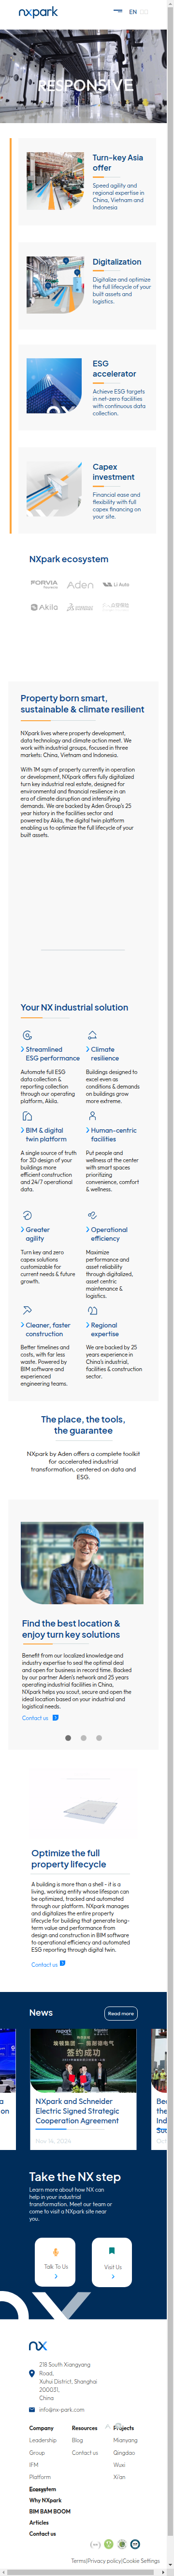 nxpark
EN
RESPONSIVE
Turn-key Asia
offer
Speed agility and
regional expertise in
China, Vietnam and
Indonesia
Digitalization
Digitalize and optimize
the full lifecycle of your
built assets and
logistics.
ESG
accelerator
Achieve ESG targets
in net-zero facilities
with continuous data
collection.
Capex
investment
Financial ease and
flexibility with full
capex financing on
your site.
NXpark ecosystem
FORVIA
Aden
Li Auto
Akila
Property born smart,
sustainable & climate resilient
NXpark lives where property development,
data technology and climate action meet. We
work with industrial groups, focused in three
markets: China, Vietnam and Indonesia.
With 1M sqm of property in operation
or development, NXpark offers fully digitalized
turn key industrial real estate, designed for
environmental and financial resilience in an
era of climate disruption and intensifying
demands. We are backed by Aden Group's 25
year history in the facilities sector and
powered by Akila, the digital twin platform
enabling us to optimize the full lifecycle of your
built assets.
Your NX industrial solution
Streamlined
ESG performance
Climate
resilience
Automate full ESG
data collection &
reporting collection
through our operating
platform, Akila.
Buildings designed to
excel even as
conditions & demands
on buildings grow
more extreme.
BIM & digital
twin platform
Human-centric
facilities
A single source of truth
for 3D design of your
buildings more
efficient construction
and 24/7 operational
data.
Put people and
wellness at the center
with smart spaces
prioritizing
convenience, comfort
& wellness.
Greater
agility
Operational
efficiency
Turn key and zero
capex solutions
customizable for
current needs & future
growth.
Maximize
performance and
asset reliability
through digitalized,
asset centric
maintenance &
logistics.
Cleaner, faster
construction
Regional
expertise
Better timelines and
costs, with far less
waste. Powered by
BIM software and
experienced
engineering teams.
We are backed by 25
years experience in
China's industrial,
facilities & construction
sector.
The place, the tools,
the guarantee
NXpark by Aden offers a complete toolkit
for accelerated industrial
transformation, centered on data and
ESG.
Find the best location &
enjoy turn key solutions
Benefit from our localized knowledge and
industry expertise to seal the optimal deal
and open for business in record time. Backed
by our partner Aden's network and 25 years
operating industrial facilities in China,
NXpark helps you scout, secure and open the
ideal location based on your industrial and
logistical needs.
Contact us
Optimize the full
property lifecycle
A building is more than a shell - it is a
living, working entity whose lifespan can
be optimized, tracked and automated
through our platform. NXpark manages
and digitalizes the entire property
lifecycle for building that generate long-
term value and performance from
design and construction in BIM software
to operational efficiency and automated
ESG reporting through digital twin.
Contact us
News
Read more
签约成功
NXpark and Schneider
Electric Signed Strategic
Cooperation Agreement
Take the NX step
Learn more about how NX can
help in your industrial
transformation. Meet our team or
come to visit a NXpark site near
you.
Talk To Us
Visit Us
nx
218 South Xiangyang
Road,
Xuhui District, Shanghai
200031,
China
info@nx-park.com
Company
Resources
Projects
Leadership
Blog
Mianyang
Group
Contact us
Qingdao
IFM
Wuxi
Platform
Xi'an
Ecosystem
Why NXpark
BIM BAM BOOM
Articles
Contact us
Terms|Privacy policy|Cookie Settings